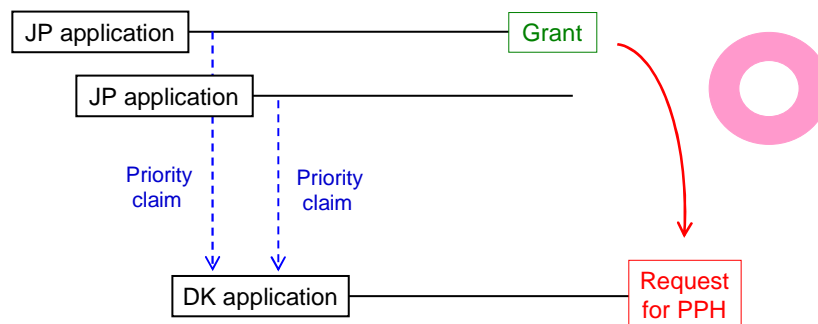 JP application
Grant
JP application
Priority
claim
Priority
claim
DK application
Request
for PPH